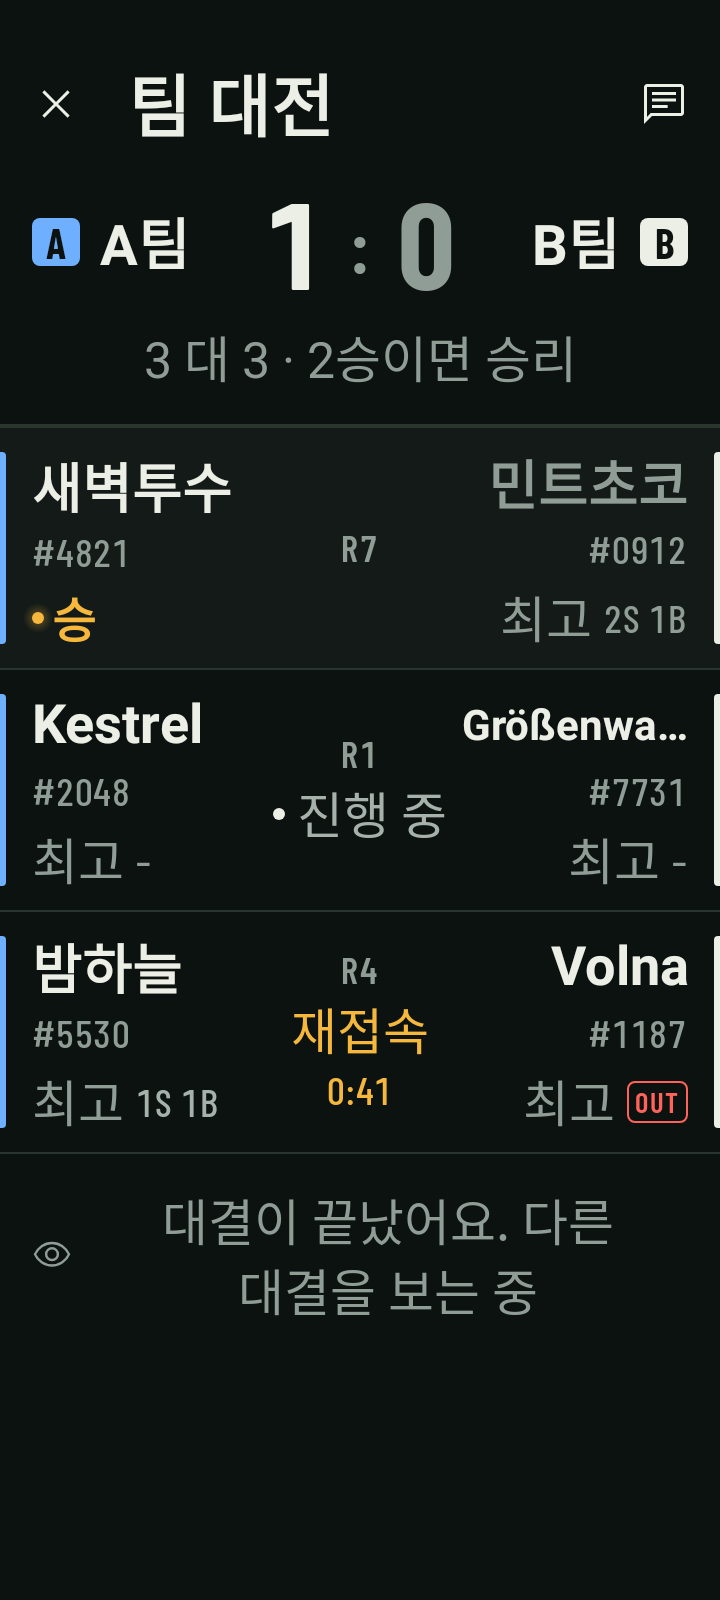 팀 대전
A A팀 1 : 0 B팀 B
3 대 3 · 2승이면 승리
새벽투수 민트초코
#4821 R7 #0912
승 최고 2S 1B
Kestrel Größenwa...
R1
#2048 #7731
진행 중
최고 - 최고 -
밤하늘 R4 Volna
#5530 재접속 #1187
최고 1S 1B 0:41 최고 OUT
대결이 끝났어요. 다른
대결을 보는 중